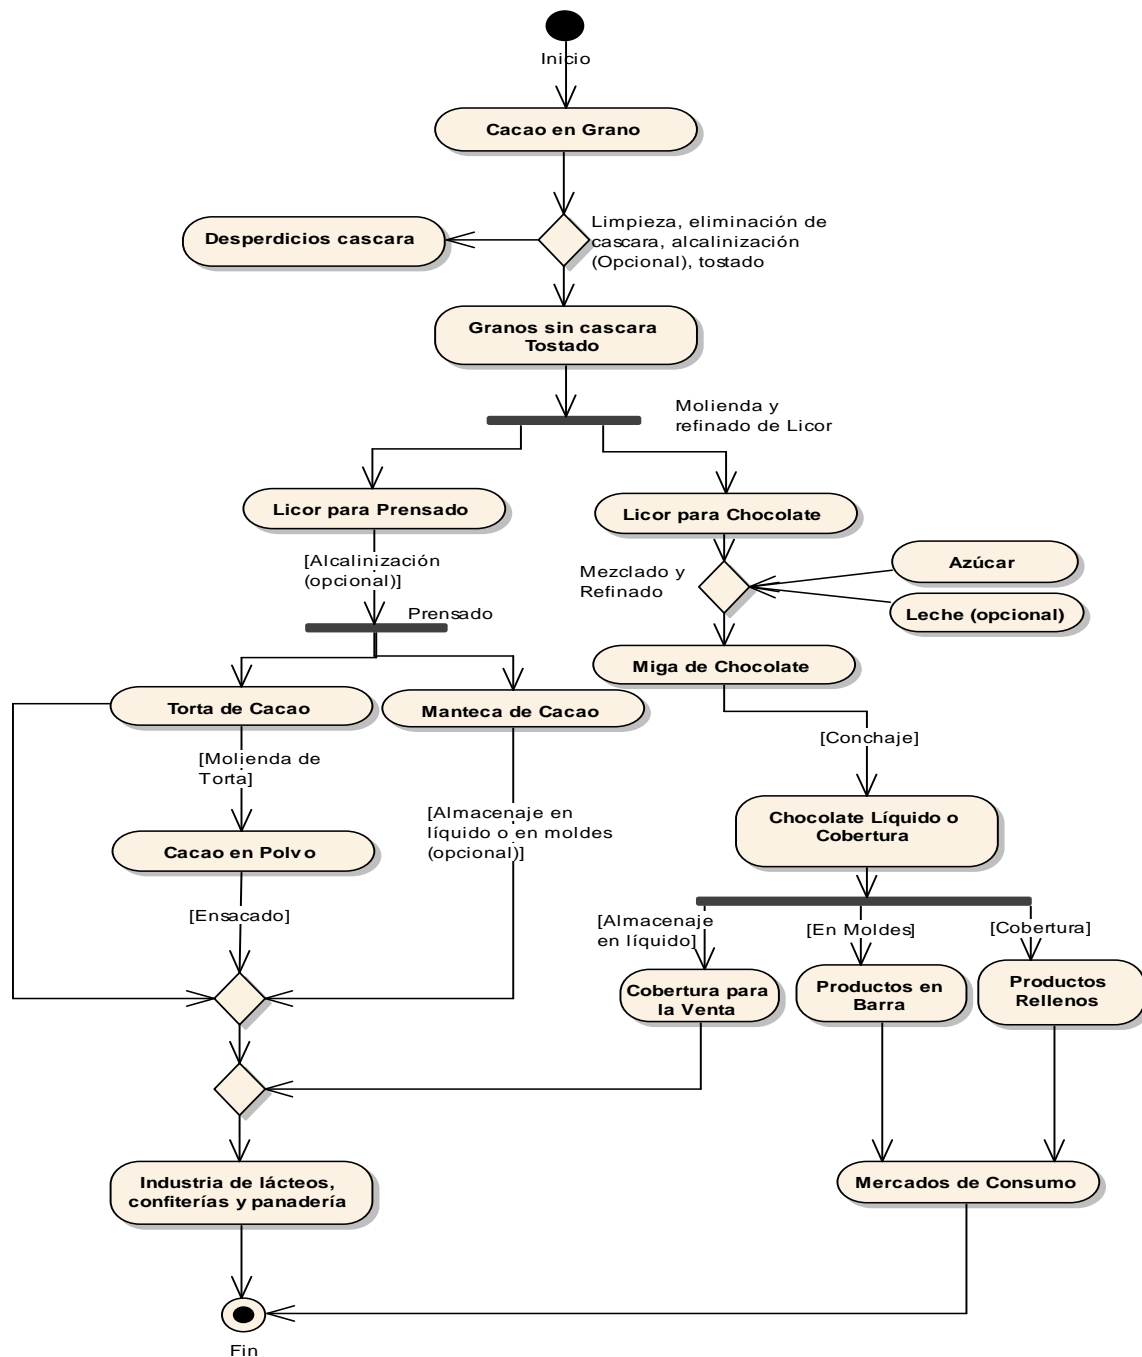 Inicio
Cacao en Grano
Limpieza, eliminación de
cascara, alcalinización
(Opcional), tostado
Desperdicios cascara
Granos sin cascara
Tostado
Molienda y
refinado de Licor
Licor para Prensado
Licor para Chocolate
[Alcalinización
(opcional)]
Mezclado y
Refinado
Azúcar
Leche (opcional)
Prensado
Miga de Chocolate
Torta de Cacao
Manteca de Cacao
[Conchaje]
[Molienda de
Torta]
[Almacenaje en
líquido o en moldes
(opcional)]
Chocolate Líquido o
Cobertura
Cacao en Polvo
[Ensacado]
[Almacenaje
en líquido]
[En Moldes]
[Cobertura]
Cobertura para
la Venta
Productos en
Barra
Productos
Rellenos
Industria de lácteos,
confiterías y panadería
Mercados de Consumo
Fin